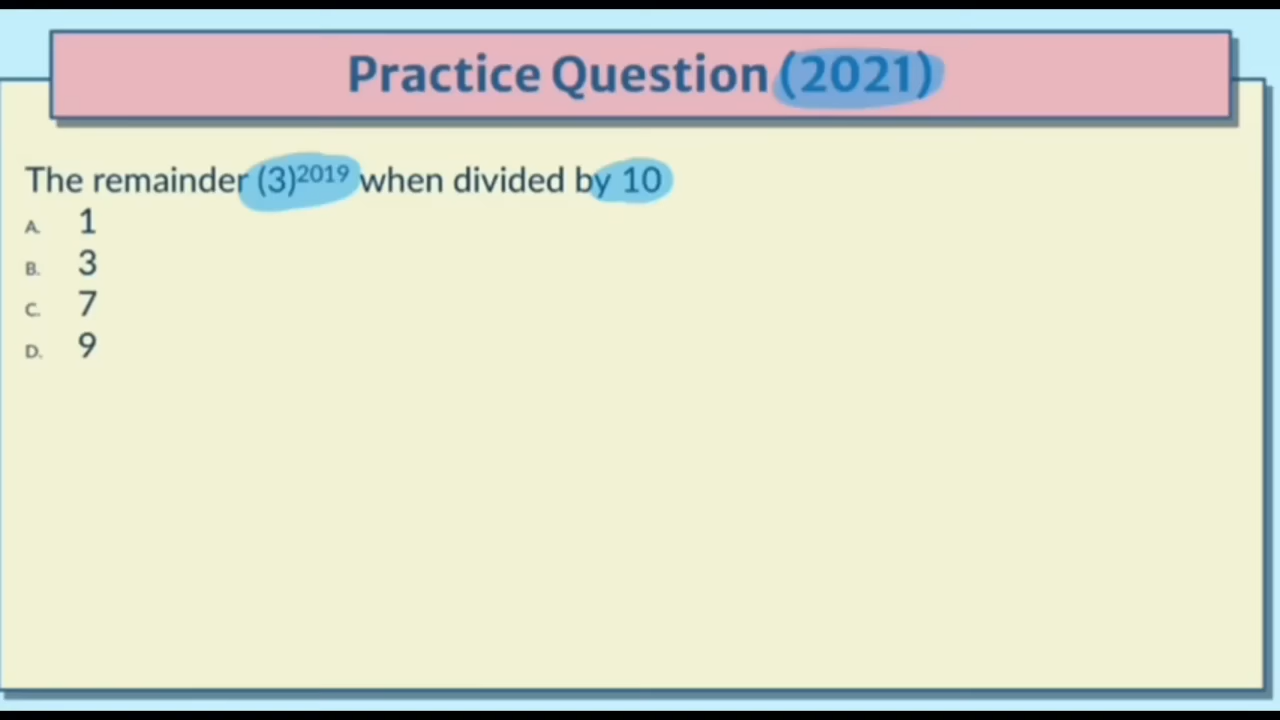 Practice Question (2021)
The remainder (3)²⁰¹⁹ when divided by 10
A. 1
B. 3
C. 7
D. 9